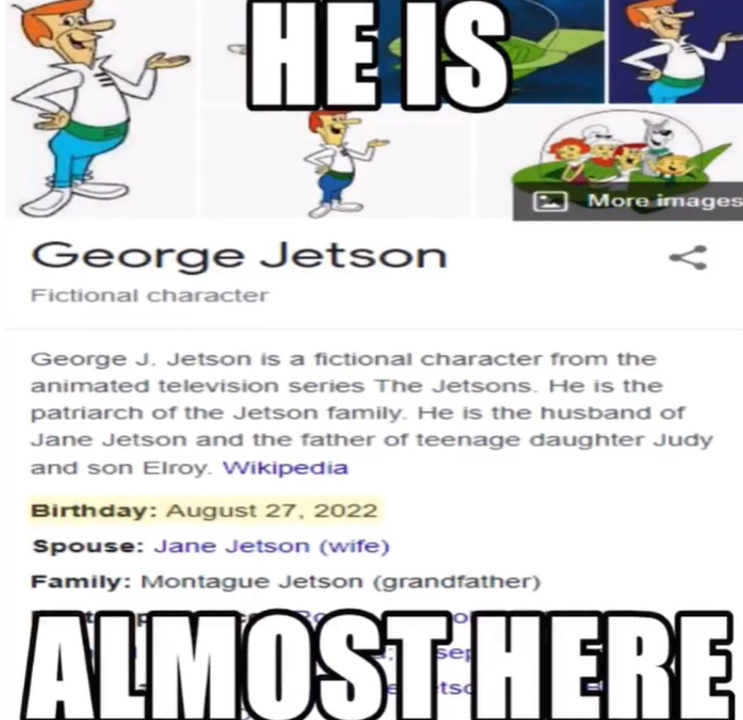 HE IS
More images
George Jetson
Fictional character
George J. Jetson is a fictional character from the
animated television series The Jetsons. He is the
patriarch of the Jetson family. He is the husband of
Jane Jetson and the father of teenage daughter Judy
and son Elroy. Wikipedia
Birthday: August 27, 2022
Spouse: Jane Jetson (wife)
Family: Montague Jetson (grandfather)
ALMOST HERE